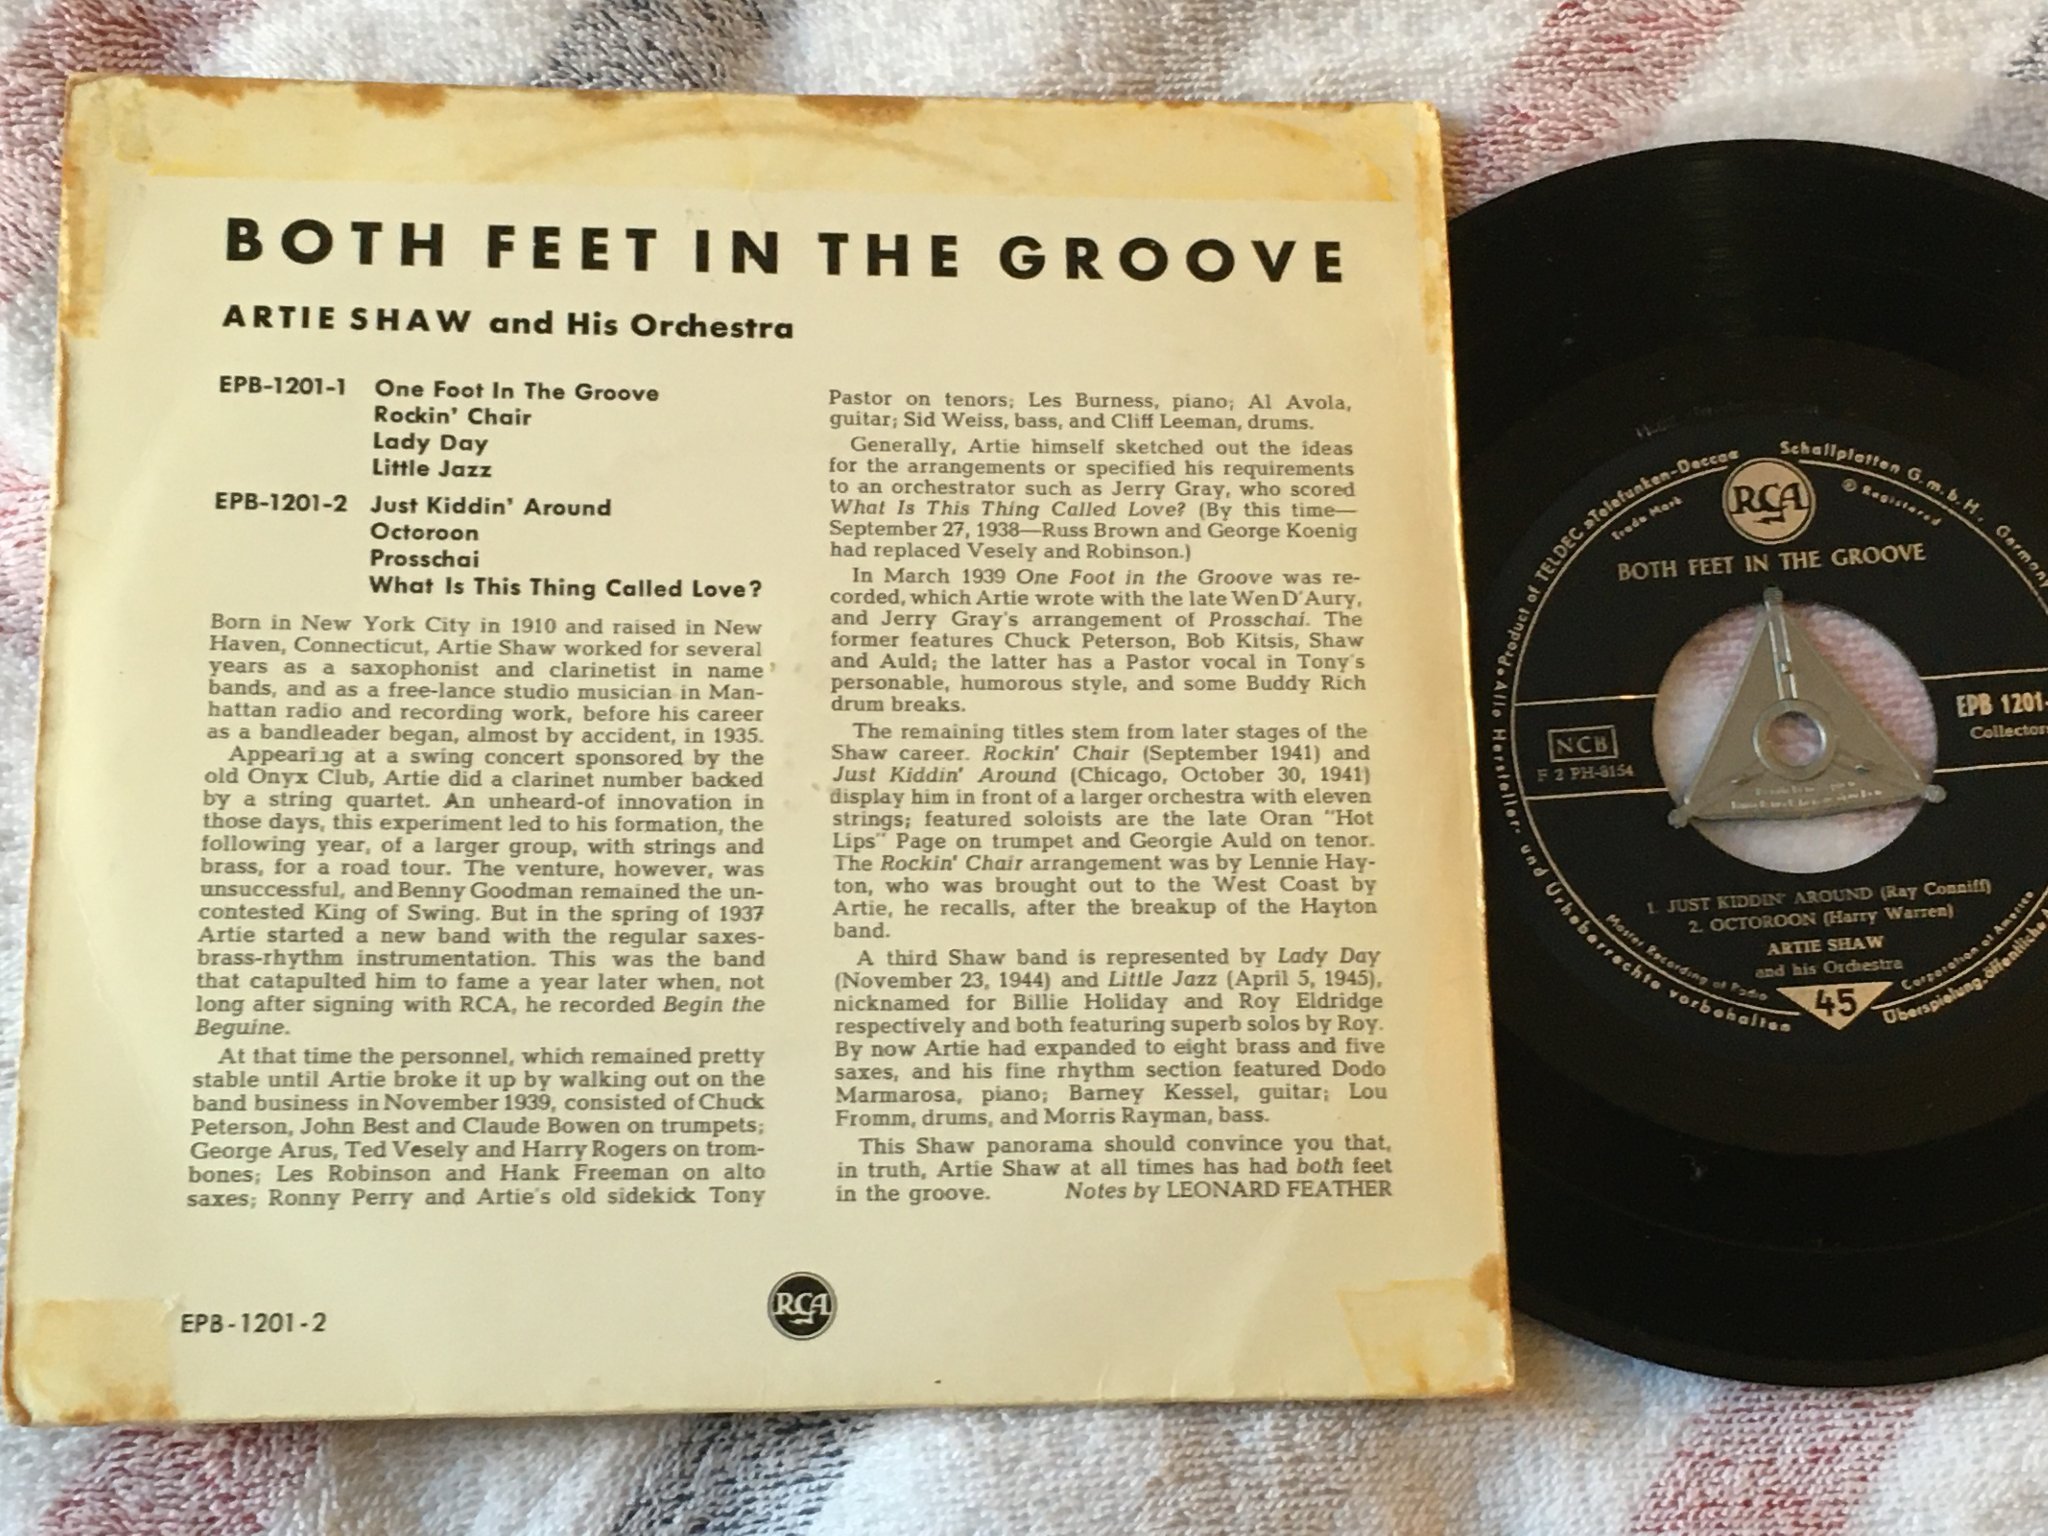 BOTH FEET IN THE GROOVE
ARTIE SHAW and His Orchestra
EPB-1201-1 One Foot In The Groove
Rockin' Chair
Lady Day
Little Jazz
EPB-1201-2 Just Kiddin' Around
Octoroon
Prosschai
What Is This Thing Called Love?
Born in New York City in 1910 and raised in New
Haven, Connecticut, Artie Shaw worked for several
years as a saxophonist and clarinetist in name
bands, and as a free-lance studio musician in Man-
hattan radio and recording work, before his career
as a bandleader began, almost by accident, in 1935.
Appearing at a swing concert sponsored by the
old Onyx Club, Artie did a clarinet number backed
by a string quartet. An unheard-of innovation in
those days, this experiment led to his formation, the
following year, of a larger group, with strings and
brass, for a road tour. The venture, however, was
unsuccessful, and Benny Goodman remained the un-
contested King of Swing. But in the spring of 1937
Artie started a new band with the regular saxes-
brass-rhythm instrumentation. This was the band
that catapulted him to fame a year later when, not
long after signing with RCA, he recorded Begin the
Beguine.
At that time the personnel, which remained pretty
stable until Artie broke it up by walking out on the
band business in November 1939, consisted of Chuck
Peterson, John Best and Claude Bowen on trumpets;
George Arus, Ted Vesely and Harry Rogers on trom-
bones; Les Robinson and Hank Freeman on alto
saxes; Ronny Perry and Artie's old sidekick Tony
Pastor on tenors; Les Burness, piano; Al Avola,
guitar; Sid Weiss, bass, and Cliff Leeman, drums.
Generally, Artie himself sketched out the ideas
for the arrangements or specified his requirements
to an orchestrator such as Jerry Gray, who scored
What Is This Thing Called Love? (By this time—
September 27, 1938—Russ Brown and George Koenig
had replaced Vesely and Robinson.)
In March 1939 One Foot in the Groove was re-
corded, which Artie wrote with the late Wen D'Aury,
and Jerry Gray's arrangement of Prosschai. The
former features Chuck Peterson, Bob Kitsis, Shaw
and Auld; the latter has a Pastor vocal in Tony's
personable, humorous style, and some Buddy Rich
drum breaks.
The remaining titles stem from later stages of the
Shaw career. Rockin' Chair (September 1941) and
Just Kiddin' Around (Chicago, October 30, 1941)
display him in front of a larger orchestra with eleven
strings; featured soloists are the late Oran "Hot
Lips" Page on trumpet and Georgie Auld on tenor.
The Rockin' Chair arrangement was by Lennie Hay-
ton, who was brought out to the West Coast by
Artie, he recalls, after the breakup of the Hayton
band.
A third Shaw band is represented by Lady Day
(November 23, 1944) and Little Jazz (April 5, 1945),
nicknamed for Billie Holiday and Roy Eldridge
respectively and both featuring superb solos by Roy.
By now Artie had expanded to eight brass and five
saxes, and his fine rhythm section featured Dodo
Marmarosa, piano; Barney Kessel, guitar; Lou
Fromm, drums, and Morris Rayman, bass.
This Shaw panorama should convince you that,
in truth, Artie Shaw at all times has had both feet
in the groove. Notes by LEONARD FEATHER
EPB-1201-2
RCA
Product of TELDEC »Telefunken-Decca« Schallplatten G.m.b.H., Germany
Trade Mark
RCA
® Registered
BOTH FEET IN THE GROOVE
EPB 1201-
NCB
F 2 PH-8154
1. JUST KIDDIN' AROUND (Ray Conniff)
2. OCTOROON (Harry Warren)
ARTIE SHAW
and his Orchestra
Master Recording of Radio Corporation of America
45
Alle Hersteller- und Urheberrechte vorbehalten
Überspielung, öffentliche